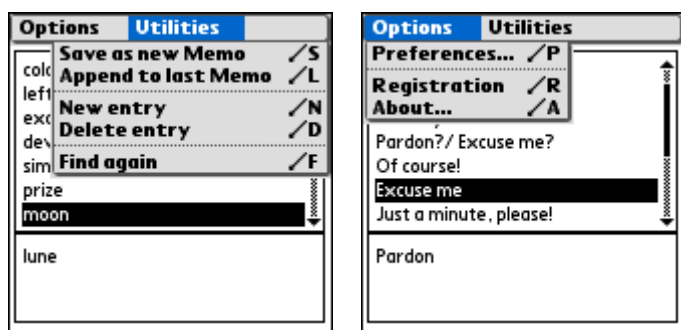 Options Utilities
Save as new Memo /S
Append to last Memo /L
New entry /N
Delete entry /D
Find again /F
prize
moon
lune
Options Utilities
Preferences... /P
Registration /R
About... /A
Pardon?/ Excuse me?
Of course!
Excuse me
Just a minute, please!
Pardon